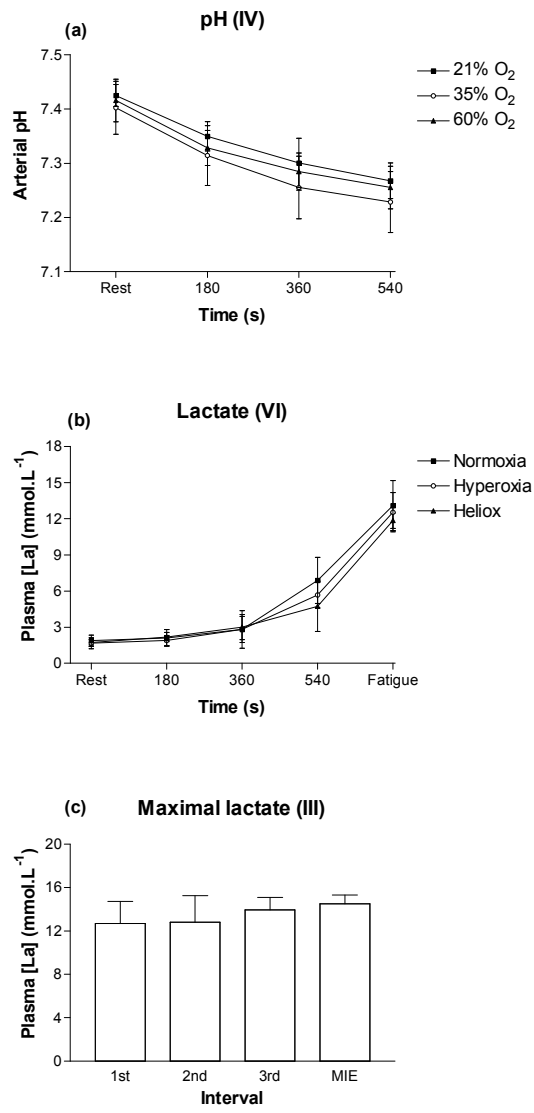 (a)
pH (IV)
7.5
7.4
7.3
7.2
7.1
Arterial pH
Rest 180 360 540
Time (s)
21% O₂
35% O₂
60% O₂
(b)
Lactate (VI)
18
15
12
9
6
3
0
Plasma [La] (mmol.L⁻¹)
Rest 180 360 540 Fatigue
Time (s)
Normoxia
Hyperoxia
Heliox
(c)
Maximal lactate (III)
20
16
12
8
4
0
Plasma [La] (mmol.L⁻¹)
1st 2nd 3rd MIE
Interval